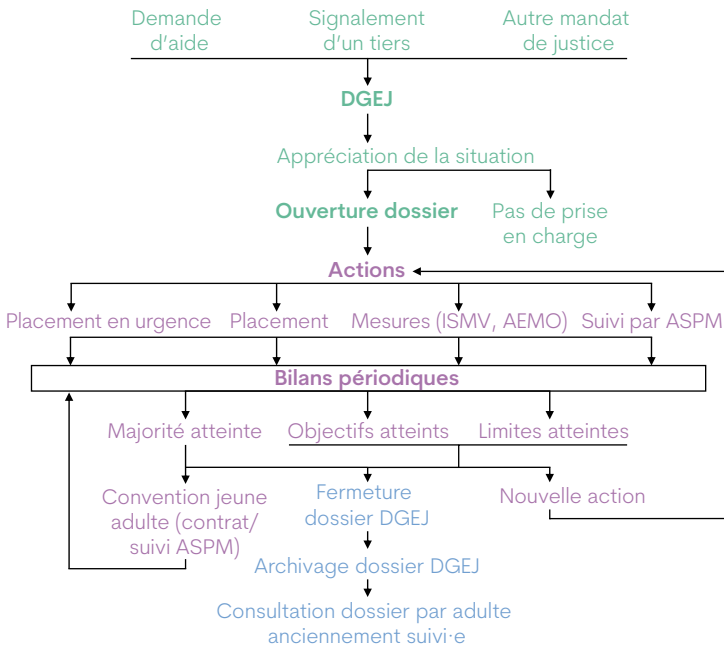 Demande
d'aide
Signalement
d'un tiers
Autre mandat
de justice
DGEJ
Appréciation de la situation
Ouverture dossier
Pas de prise
en charge
Actions
Placement en urgence
Placement
Mesures (ISMV, AEMO)
Suivi par ASPM
Bilans périodiques
Majorité atteinte
Objectifs atteints
Limites atteintes
Convention jeune
adulte (contrat/
suivi ASPM)
Fermeture
dossier DGEJ
Nouvelle action
Archivage dossier DGEJ
Consultation dossier par adulte
anciennement suivi·e